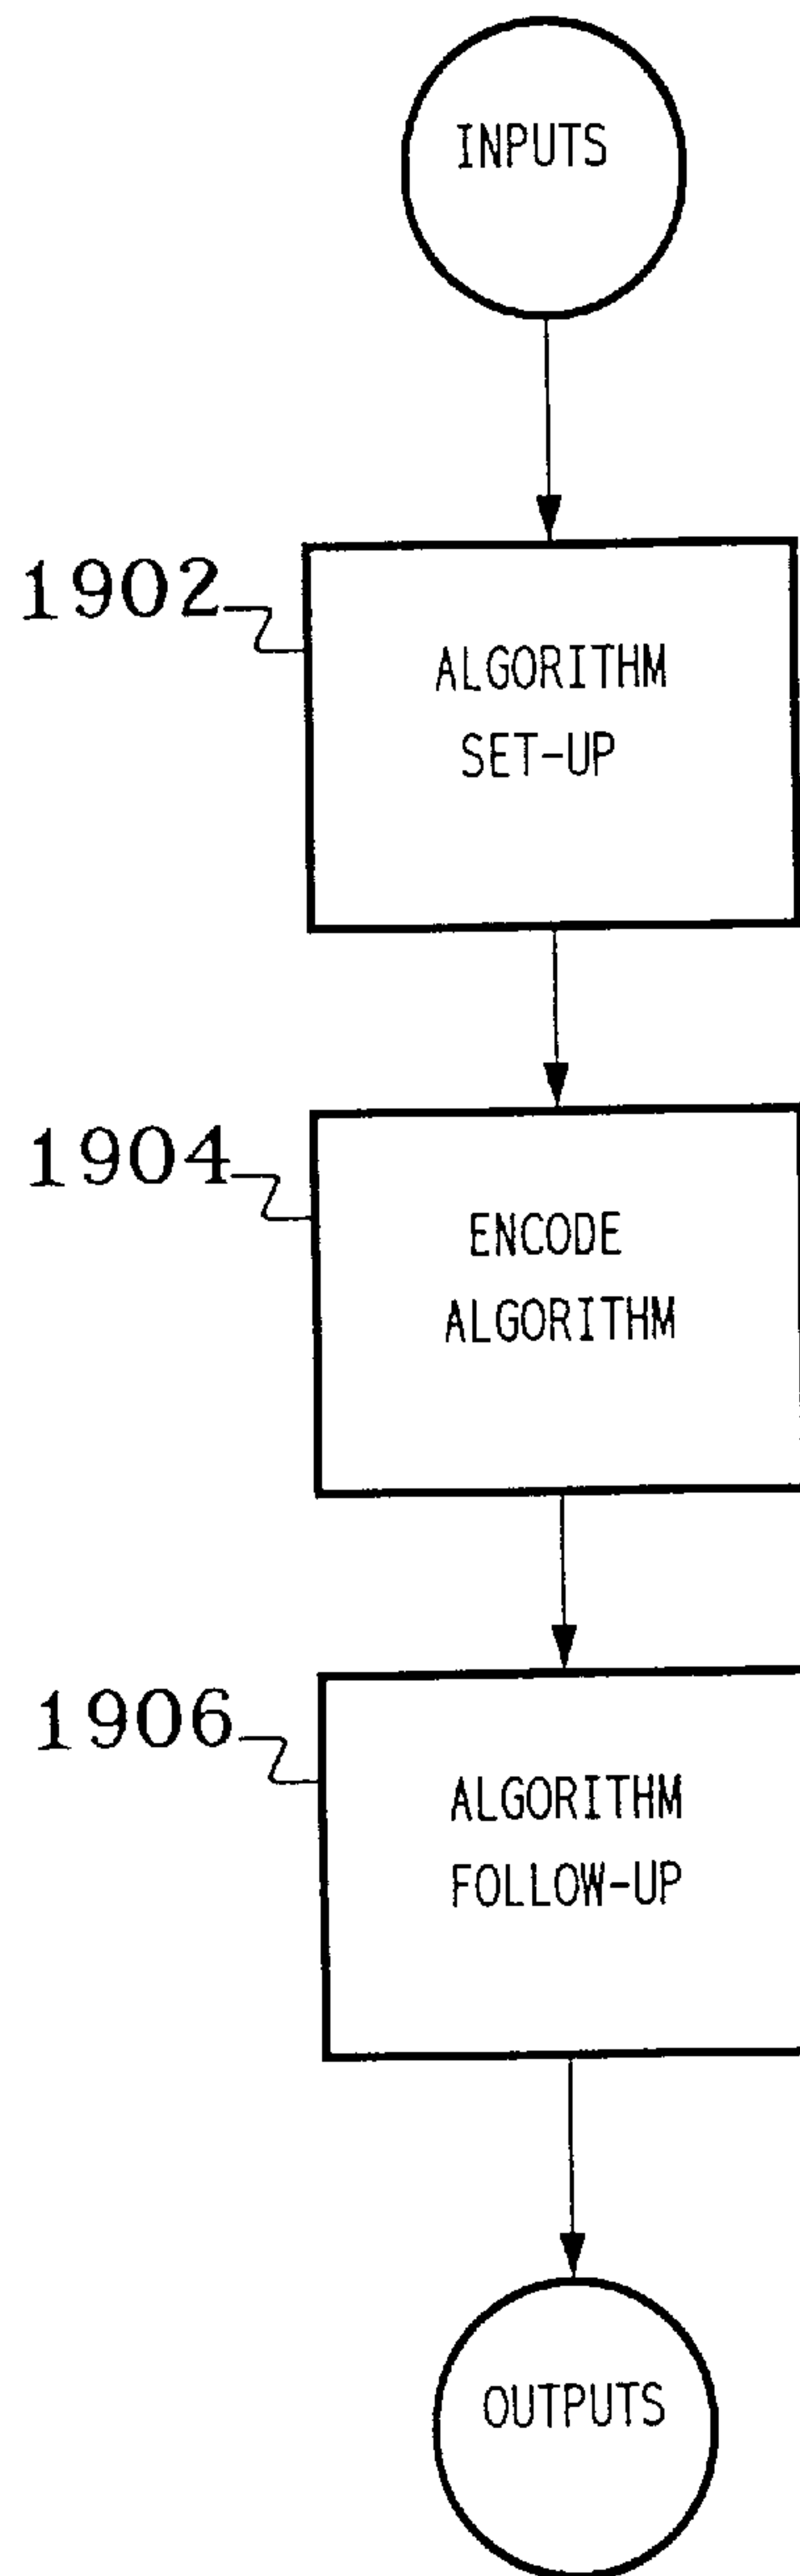 INPUTS
1902
ALGORITHM
SET-UP
1904
ENCODE
ALGORITHM
1906
ALGORITHM
FOLLOW-UP
OUTPUTS